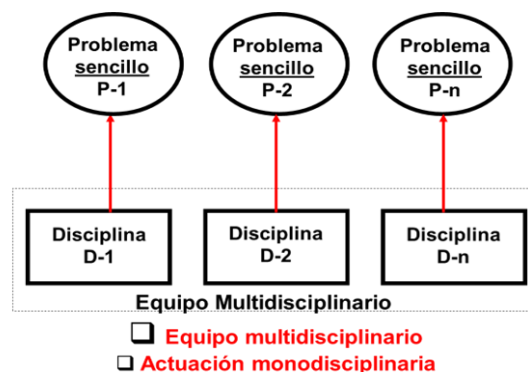 Problema
sencillo
P-1
Problema
sencillo
P-2
Problema
sencillo
P-n
Disciplina
D-1
Disciplina
D-2
Disciplina
D-n
Equipo Multidisciplinario
Equipo multidisciplinario
Actuación monodisciplinaria